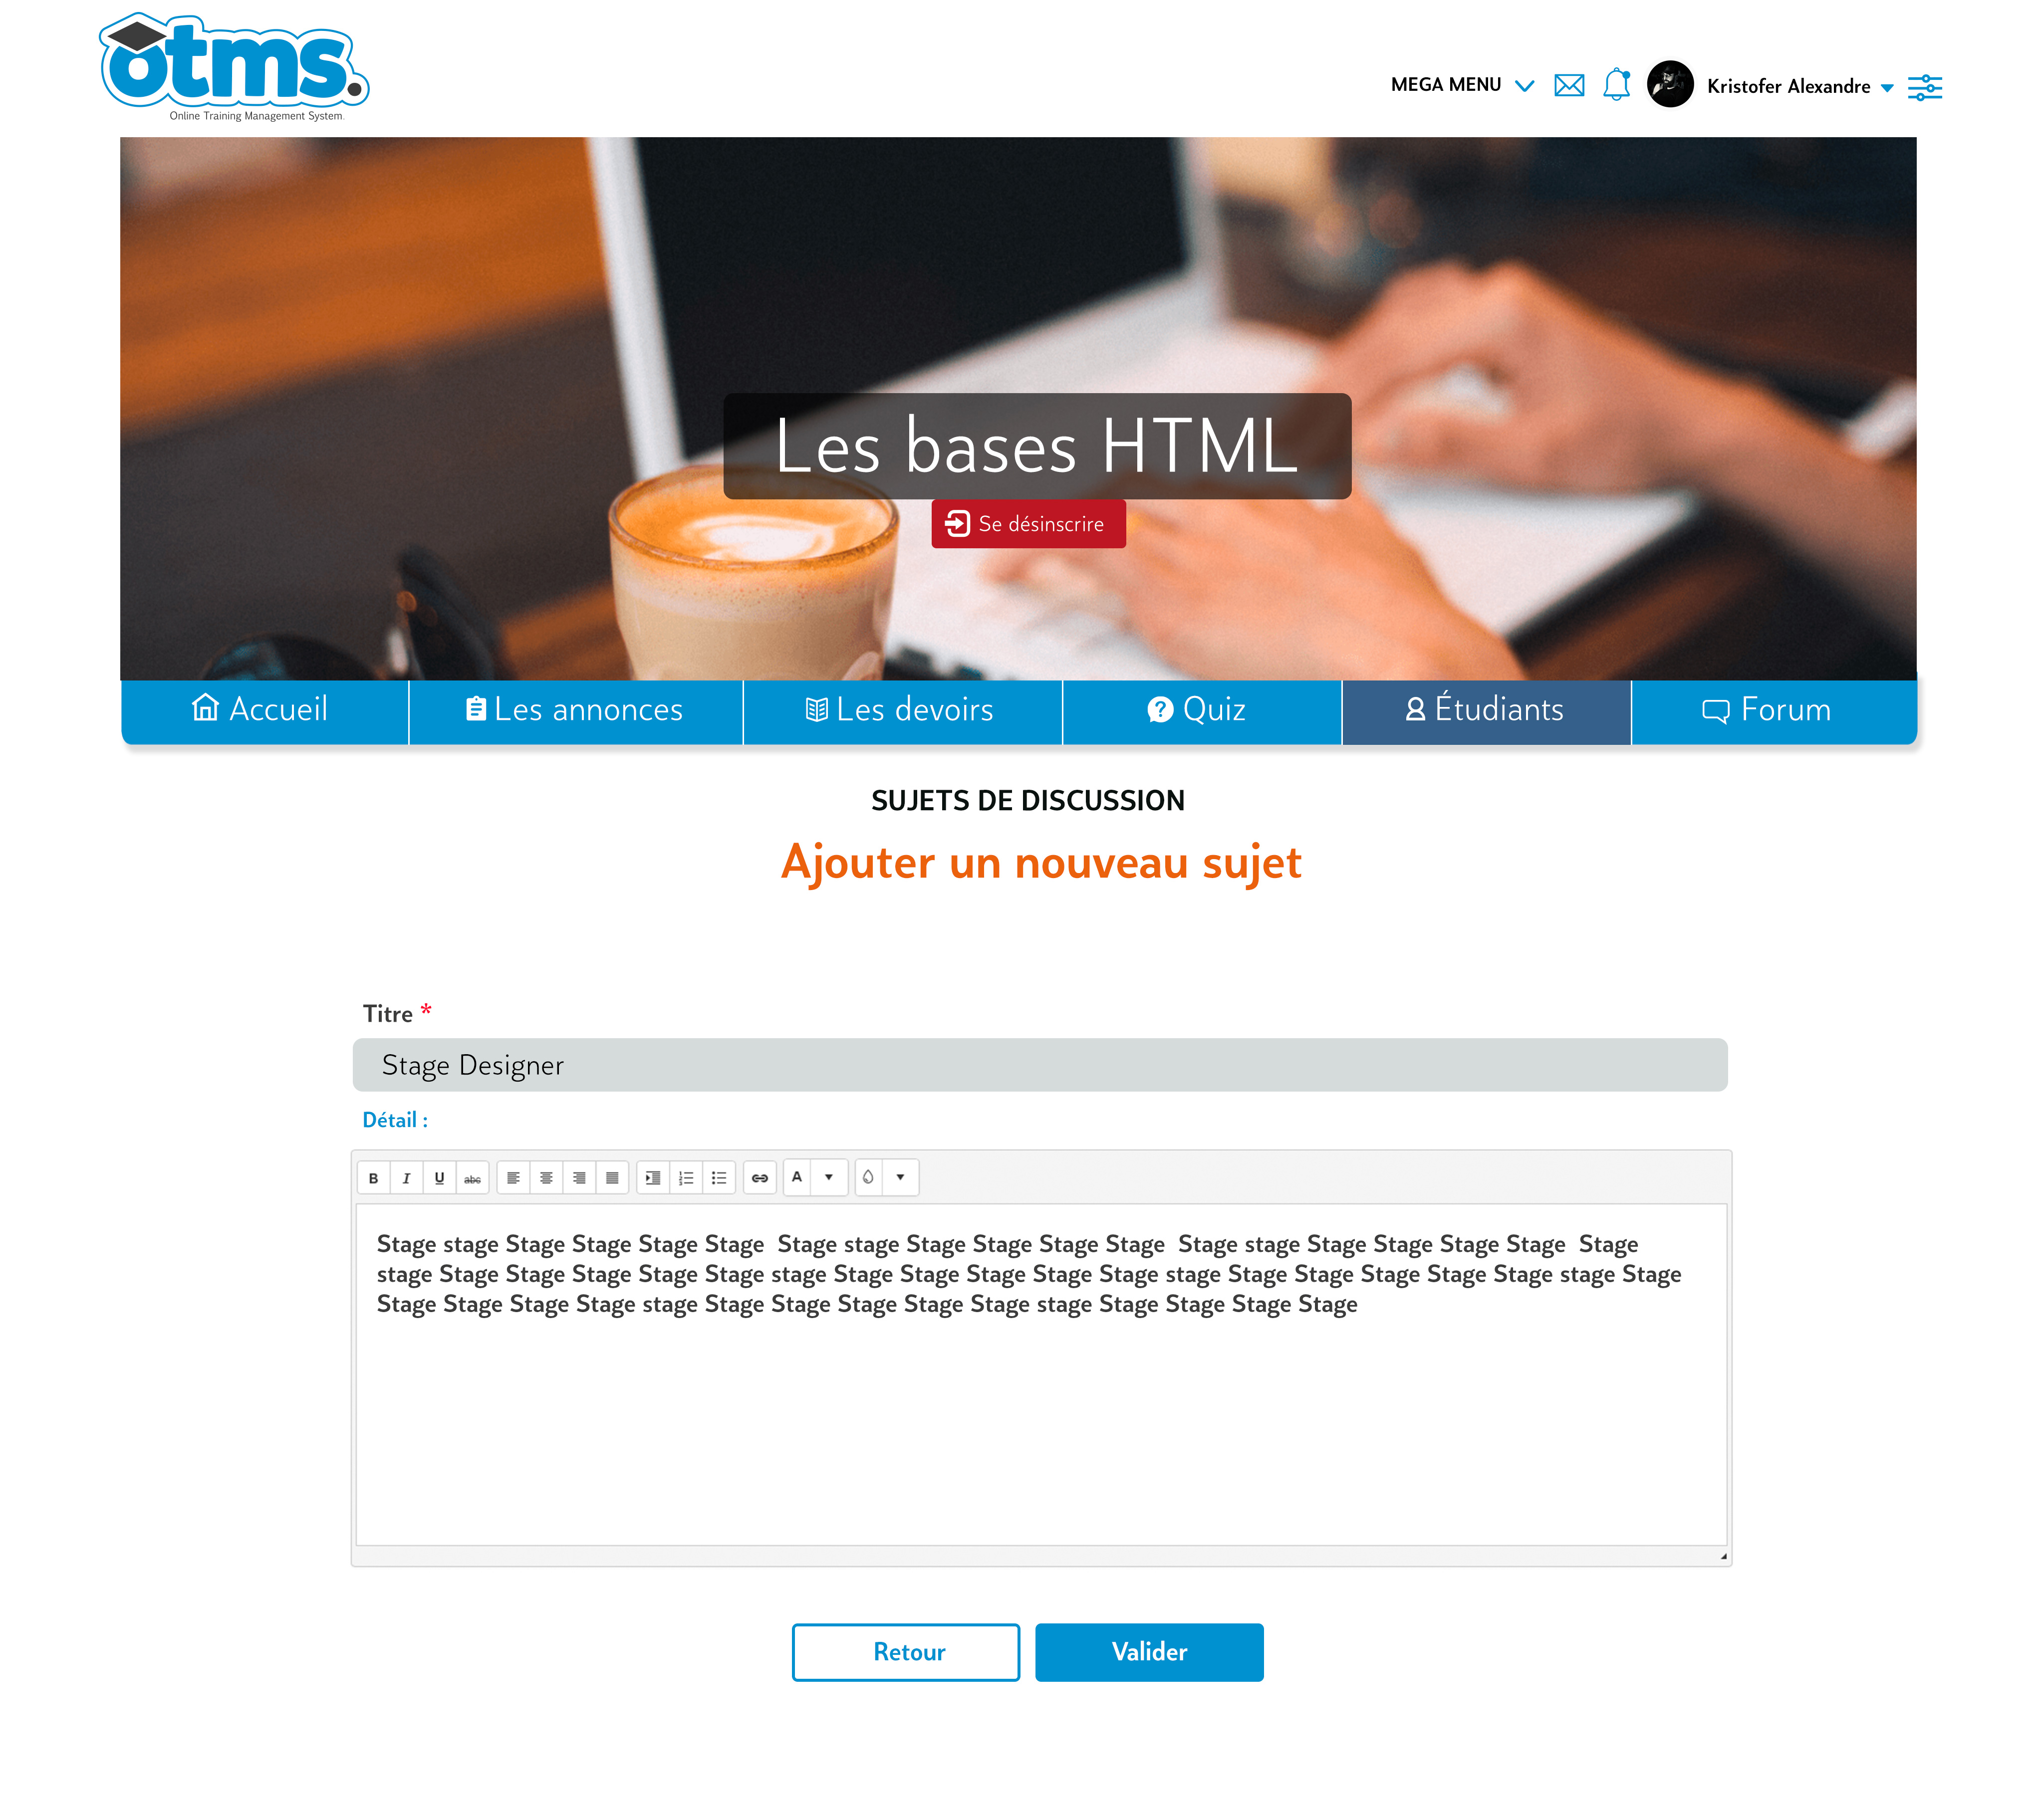 otms.
Online Training Management System.
MEGA MENU
Kristofer Alexandre
Les bases HTML
Se désinscrire
Accueil
Les annonces
Les devoirs
Quiz
Étudiants
Forum
SUJETS DE DISCUSSION
Ajouter un nouveau sujet
Titre *
Stage Designer
Détail :
B I U abc A
Stage stage Stage Stage Stage Stage  Stage stage Stage Stage Stage Stage  Stage stage Stage Stage Stage Stage  Stage
stage Stage Stage Stage Stage Stage stage Stage Stage Stage Stage Stage stage Stage Stage Stage Stage Stage stage Stage
Stage Stage Stage Stage stage Stage Stage Stage Stage Stage stage Stage Stage Stage Stage
Retour
Valider